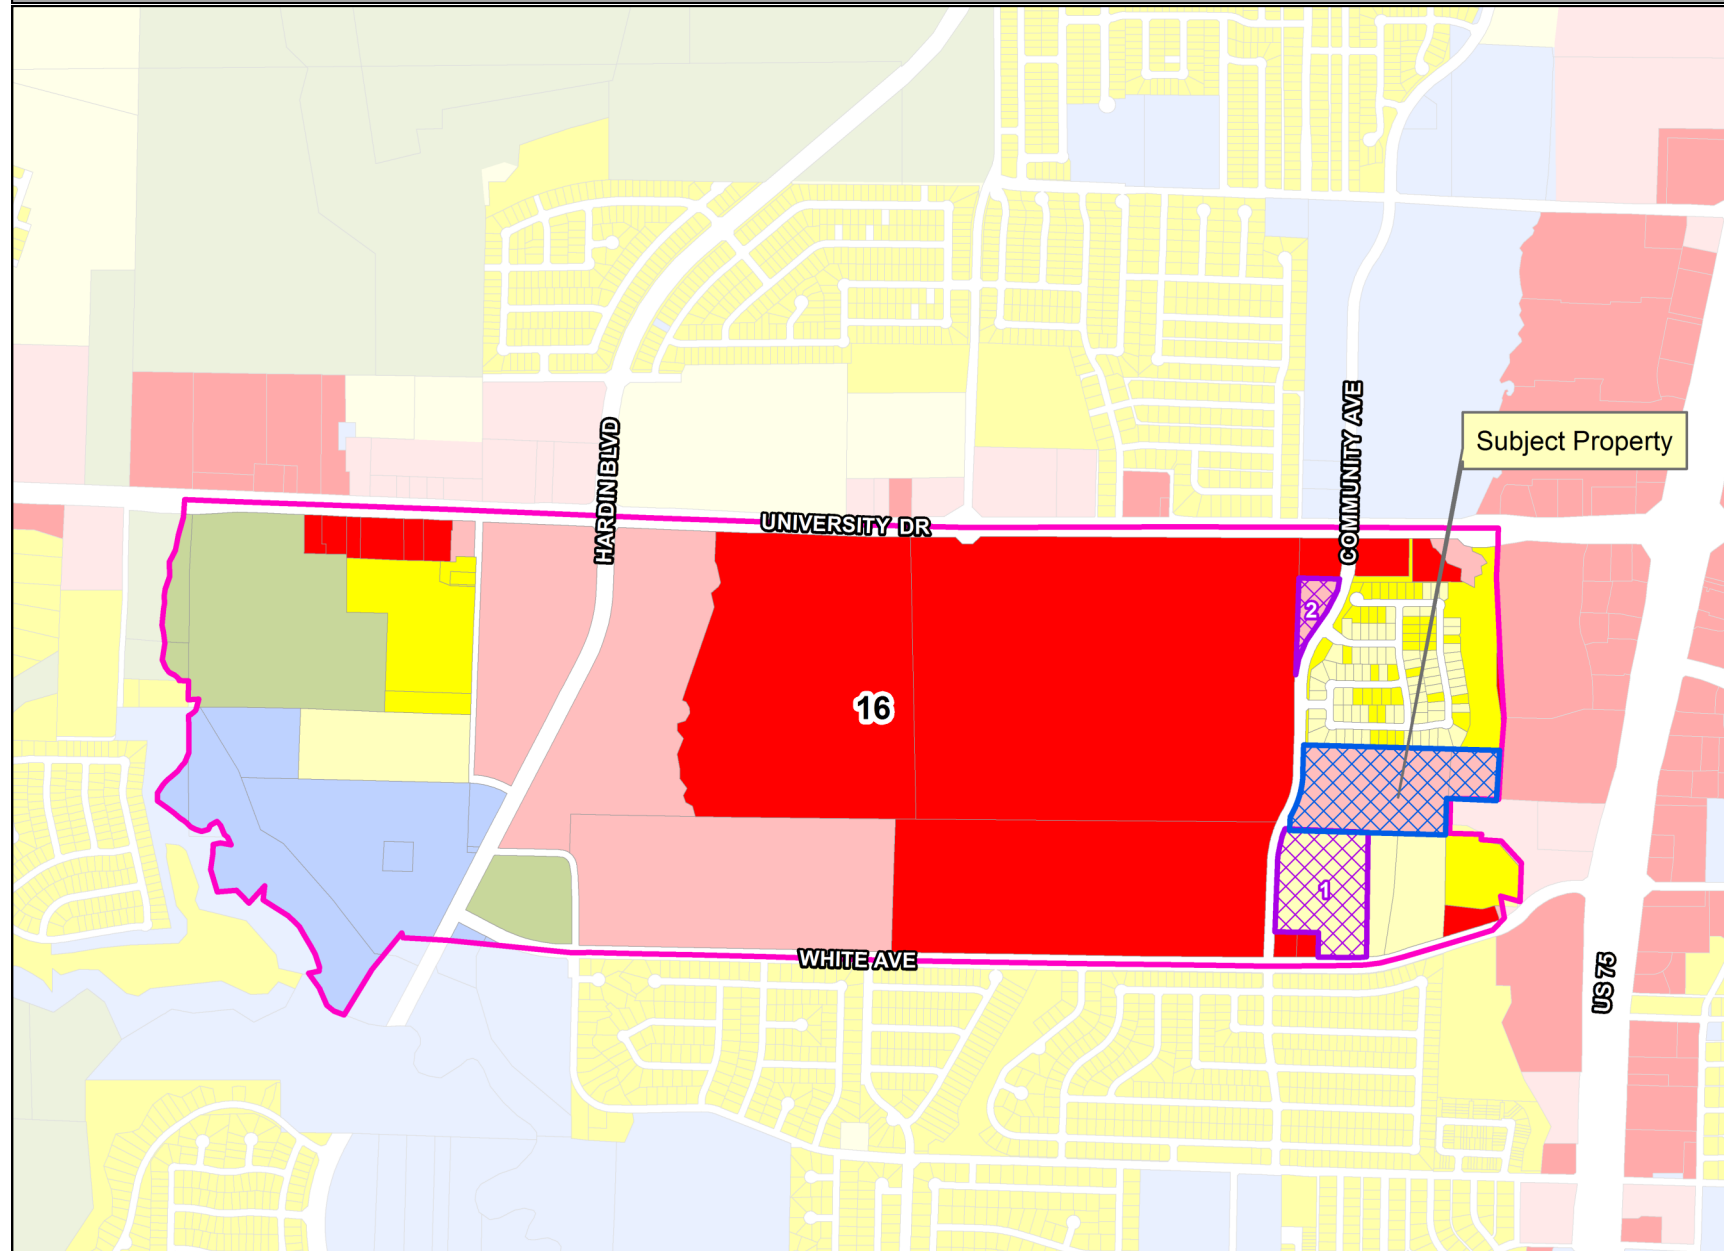 HARDIN BLVD
COMMUNITY AVE
Subject Property
UNIVERSITY DR
2
16
1
WHITE AVE
US 75